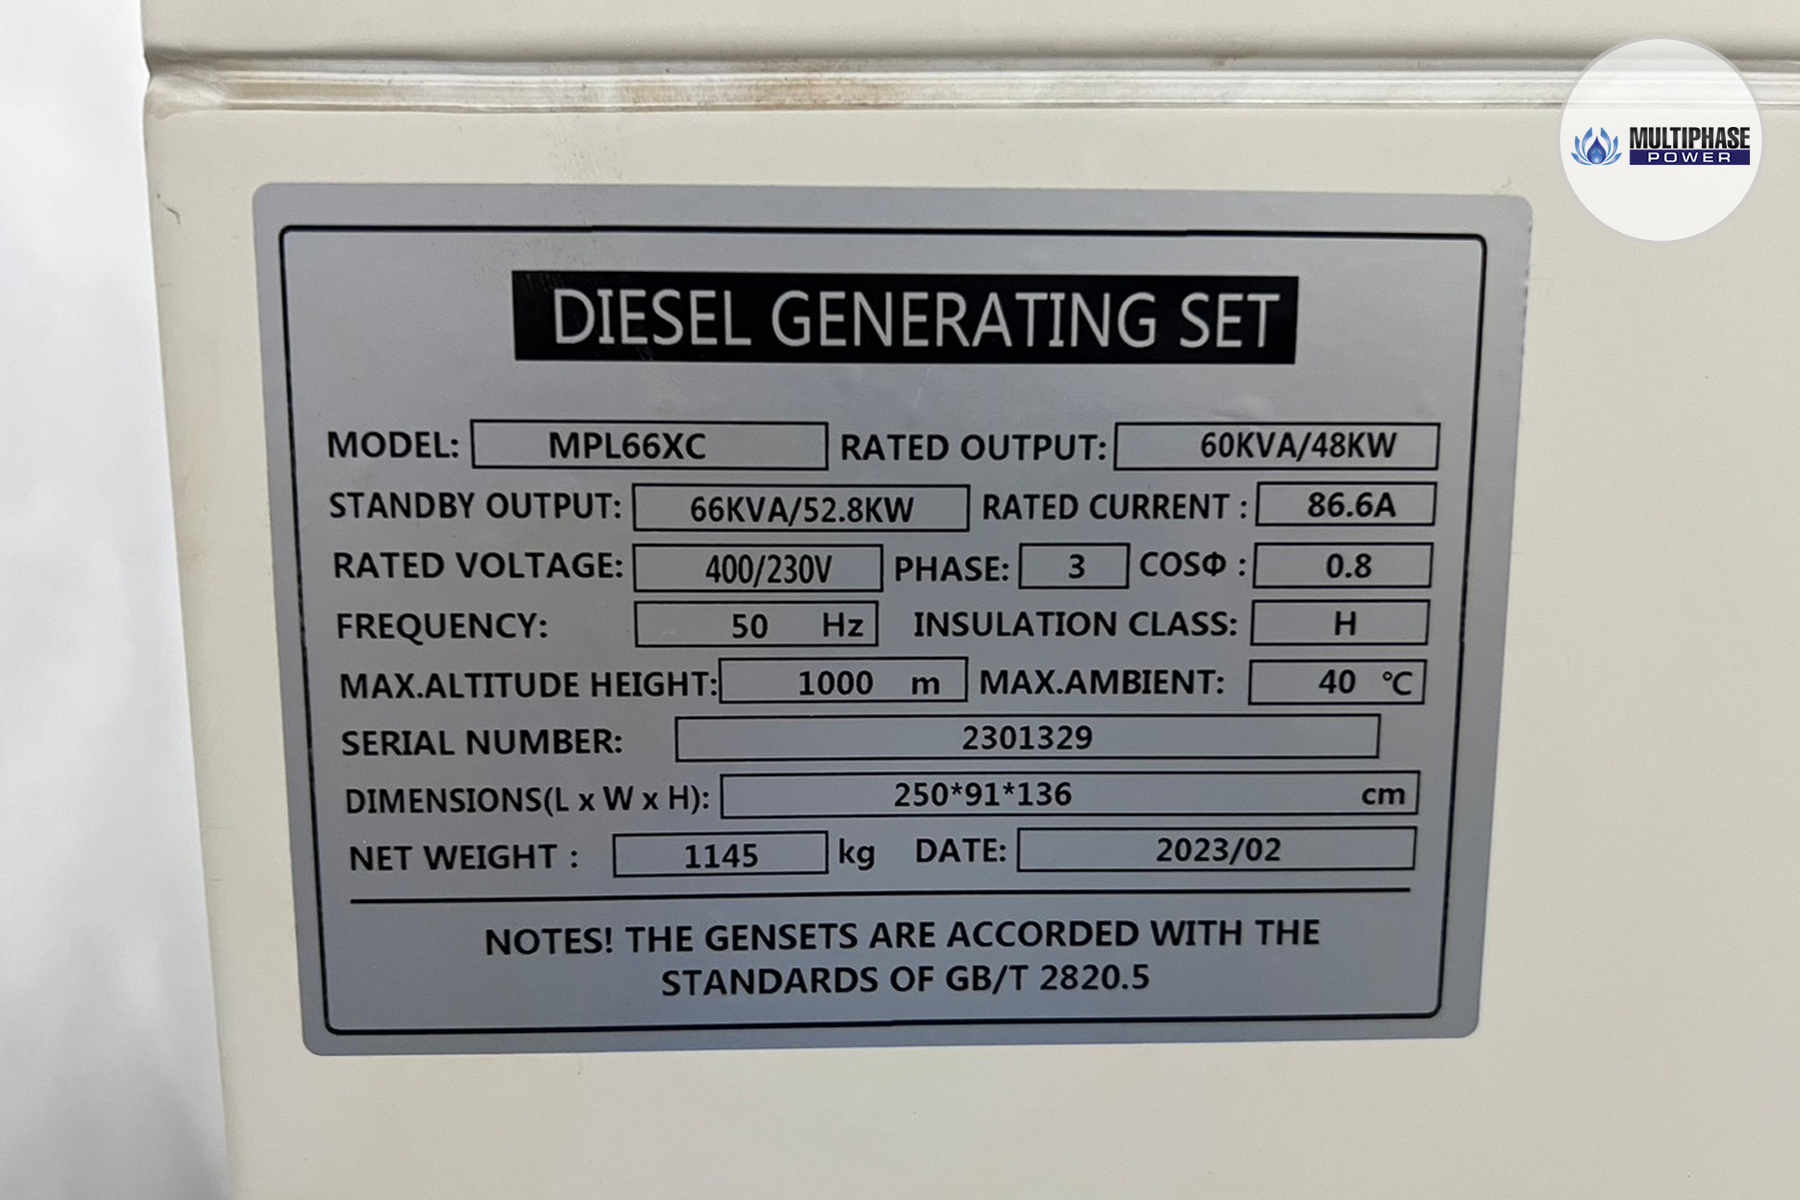 MULTIPHASE
POWER
DIESEL GENERATING SET
MODEL: MPL66XC RATED OUTPUT: 60KVA/48KW
STANDBY OUTPUT: 66KVA/52.8KW RATED CURRENT : 86.6A
RATED VOLTAGE: 400/230V PHASE: 3 COSΦ : 0.8
FREQUENCY: 50 Hz INSULATION CLASS: H
MAX.ALTITUDE HEIGHT: 1000 m MAX.AMBIENT: 40 ℃
SERIAL NUMBER: 2301329
DIMENSIONS(L x W x H): 250*91*136 cm
NET WEIGHT : 1145 kg DATE: 2023/02
NOTES! THE GENSETS ARE ACCORDED WITH THE
STANDARDS OF GB/T 2820.5